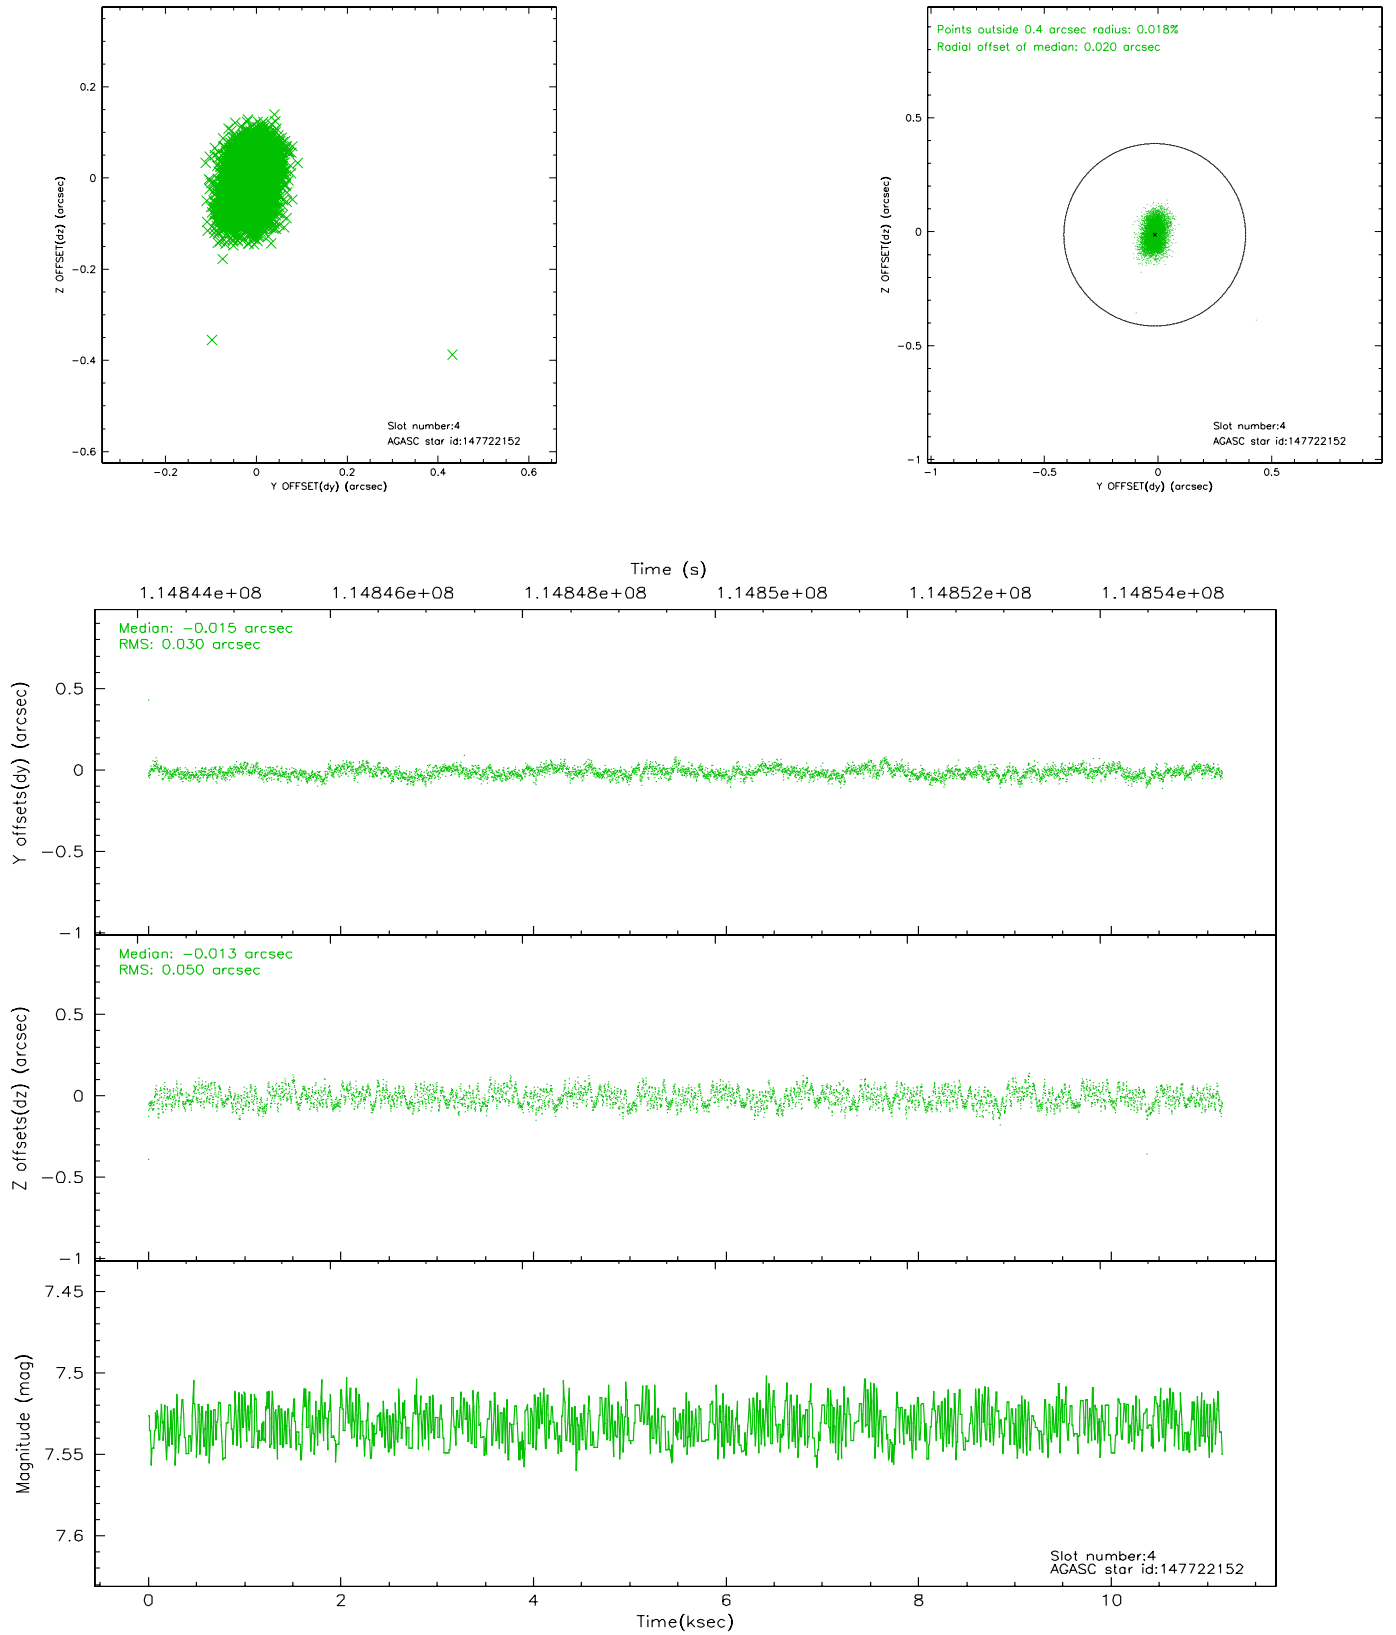 0.2
0
−0.2
−0.4
−0.6
Z OFFSET(dz) (arcsec)
Slot number:4
AGASC star id:147722152
−0.2 0 0.2 0.4 0.6
Y OFFSET(dy) (arcsec)
Points outside 0.4 arcsec radius: 0.018%
Radial offset of median: 0.020 arcsec
0.5
0
−0.5
−1
Z OFFSET(dz) (arcsec)
Slot number:4
AGASC star id:147722152
−1 −0.5 0 0.5
Y OFFSET(dy) (arcsec)
Time (s)
1.14844e+08 1.14846e+08 1.14848e+08 1.1485e+08 1.14852e+08 1.14854e+08
Median: −0.015 arcsec
RMS: 0.030 arcsec
0.5
0
−0.5
−1
Y offsets(dy) (arcsec)
Median: −0.013 arcsec
RMS: 0.050 arcsec
0.5
0
−0.5
−1
Z offsets(dz) (arcsec)
7.45
7.5
7.55
7.6
Magnitude (mag)
Slot number:4
AGASC star id:147722152
0 2 4 6 8 10
Time(ksec)